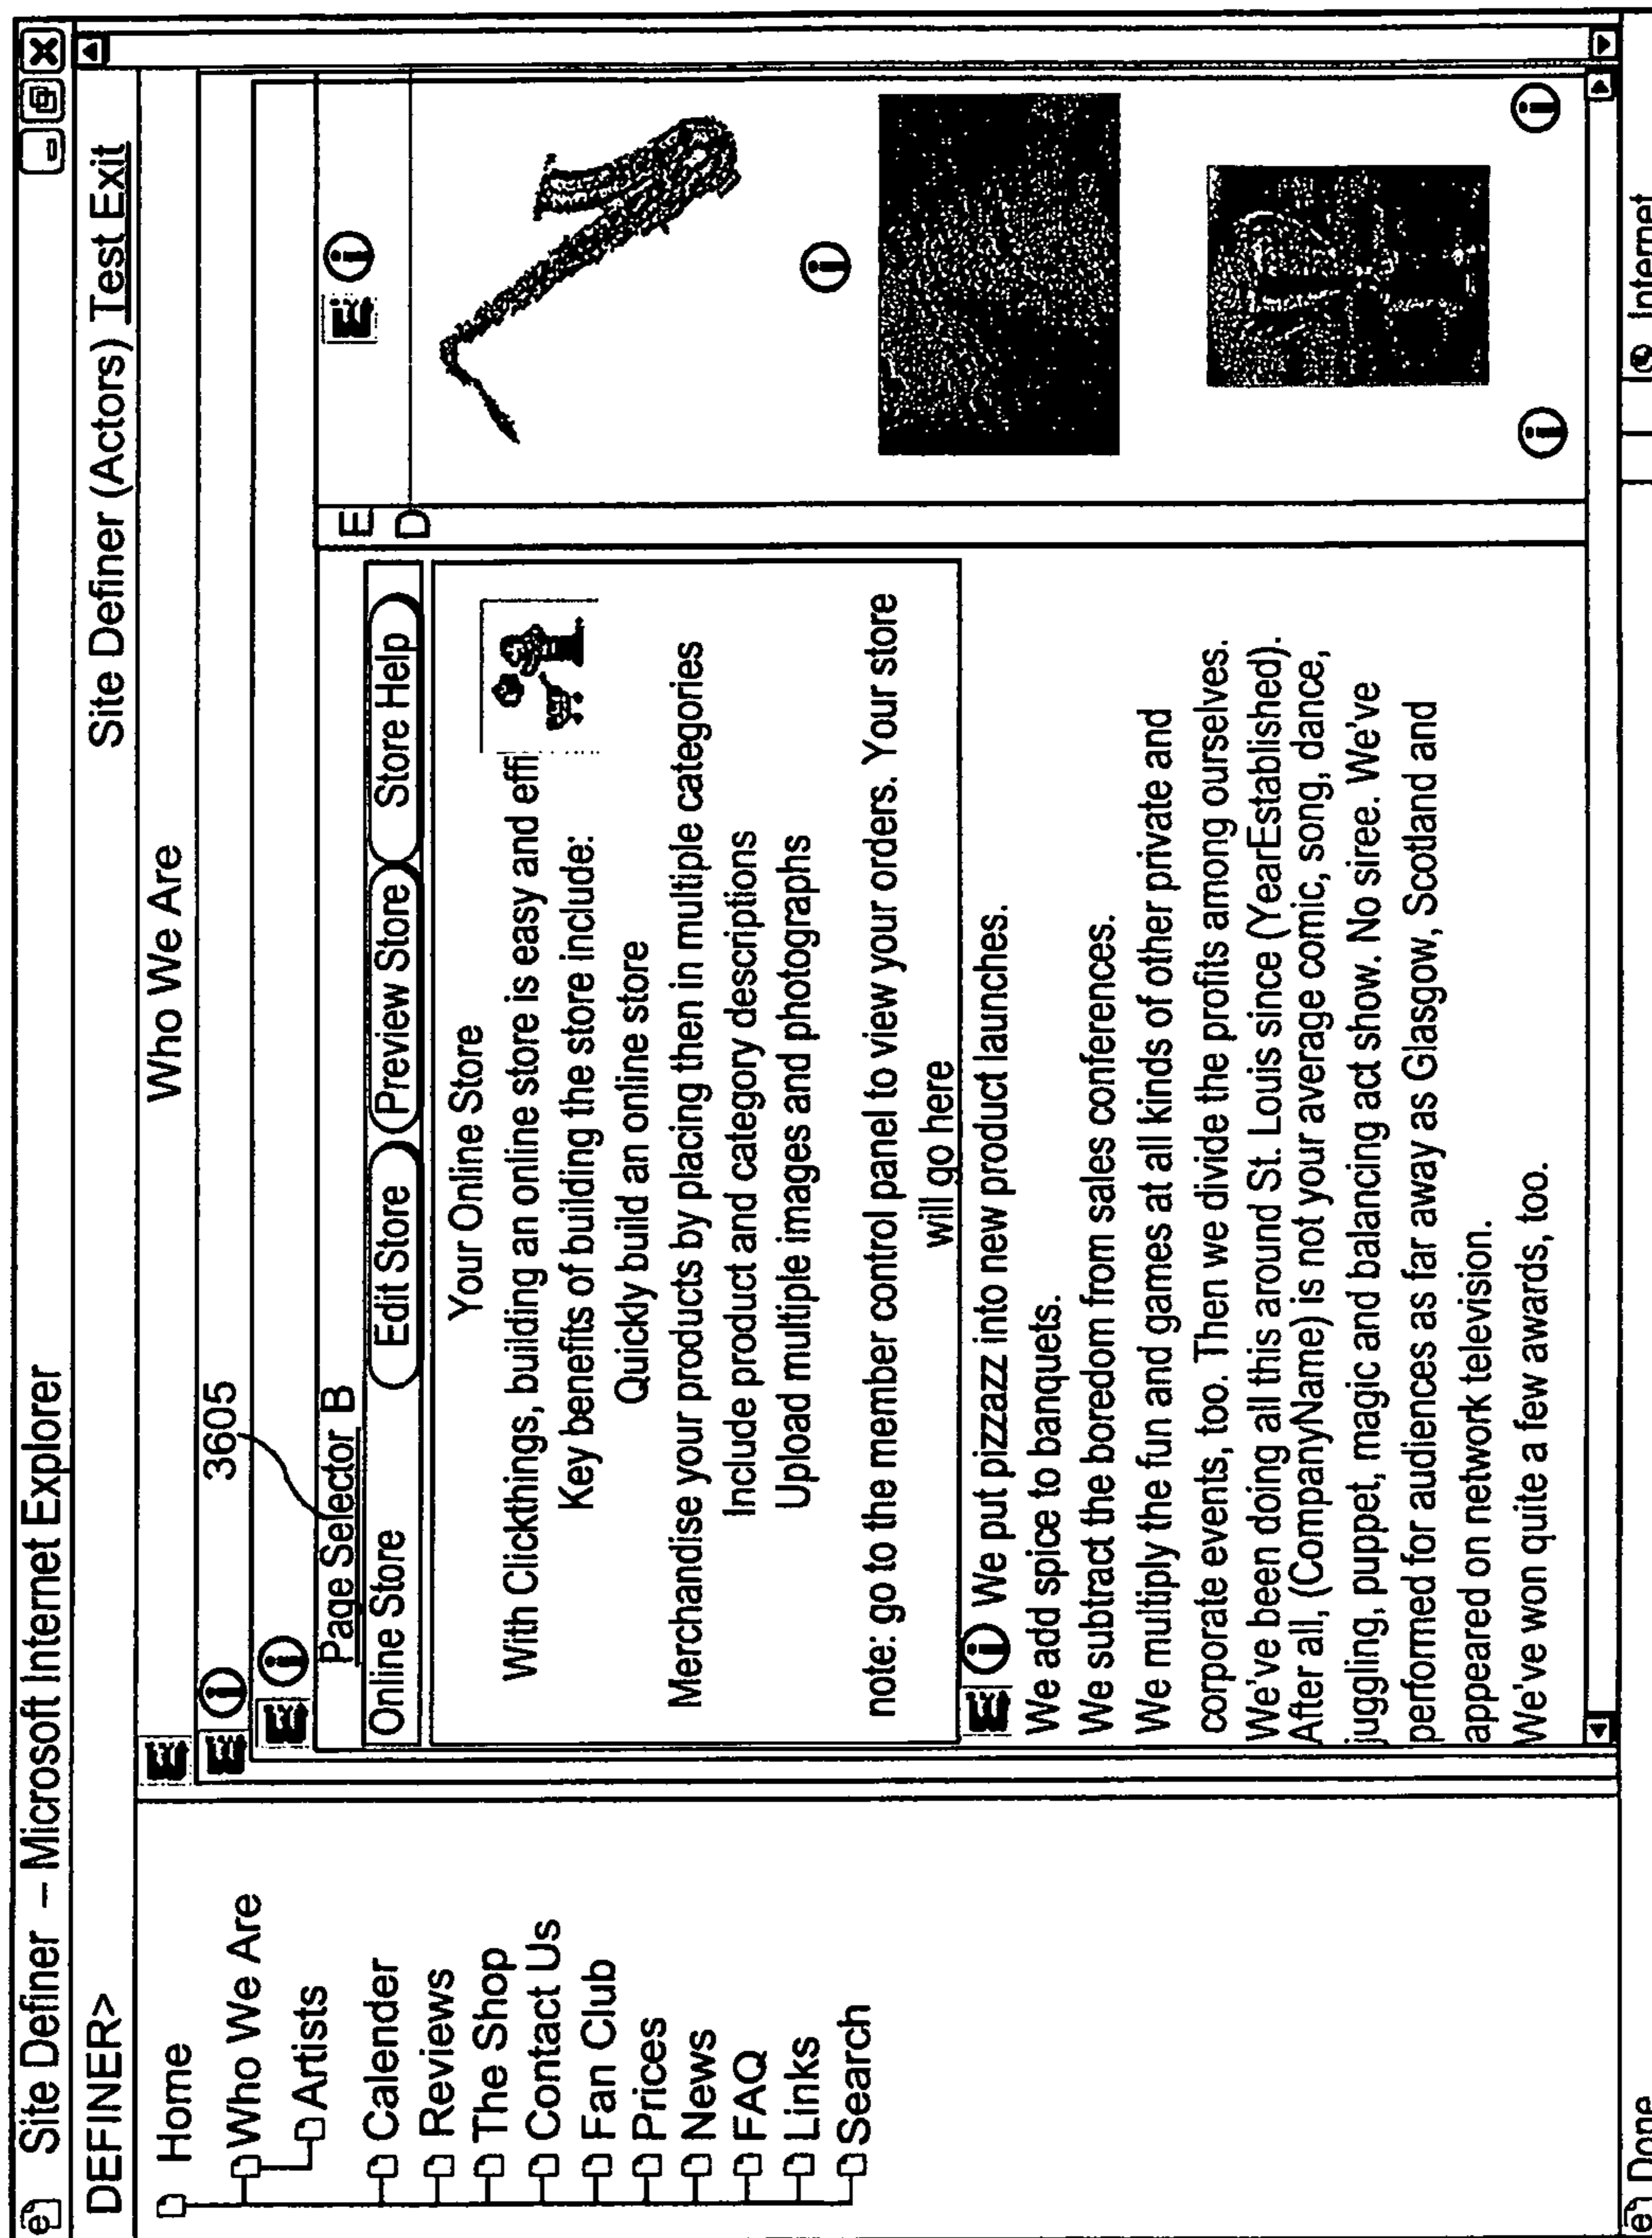 Site Definer – Microsoft Internet Explorer
DEFINER>
Site Definer (Actors) Test Exit
Home
Who We Are
Artists
Calender
Reviews
The Shop
Contact Us
Fan Club
Prices
News
FAQ
Links
Search
Who We Are
3605
Page Selector B
E
D
Online Store
Edit Store
Preview Store
Store Help
Your Online Store
With Clickthings, building an online store is easy and effi
Key benefits of building the store include:
Quickly build an online store
Merchandise your products by placing then in multiple categories
Include product and category descriptions
Upload multiple images and photographs
note: go to the member control panel to view your orders. Your store
will go here
We put pizzazz into new product launches.
We add spice to banquets.
We subtract the boredom from sales conferences.
We multiply the fun and games at all kinds of other private and
corporate events, too. Then we divide the profits among ourselves.
We've been doing all this around St. Louis since (YearEstablished).
After all, (CompanyName) is not your average comic, song, dance,
juggling, puppet, magic and balancing act show. No siree. We've
performed for audiences as far away as Glasgow, Scotland and
appeared on network television.
We've won quite a few awards, too.
Done
Internet